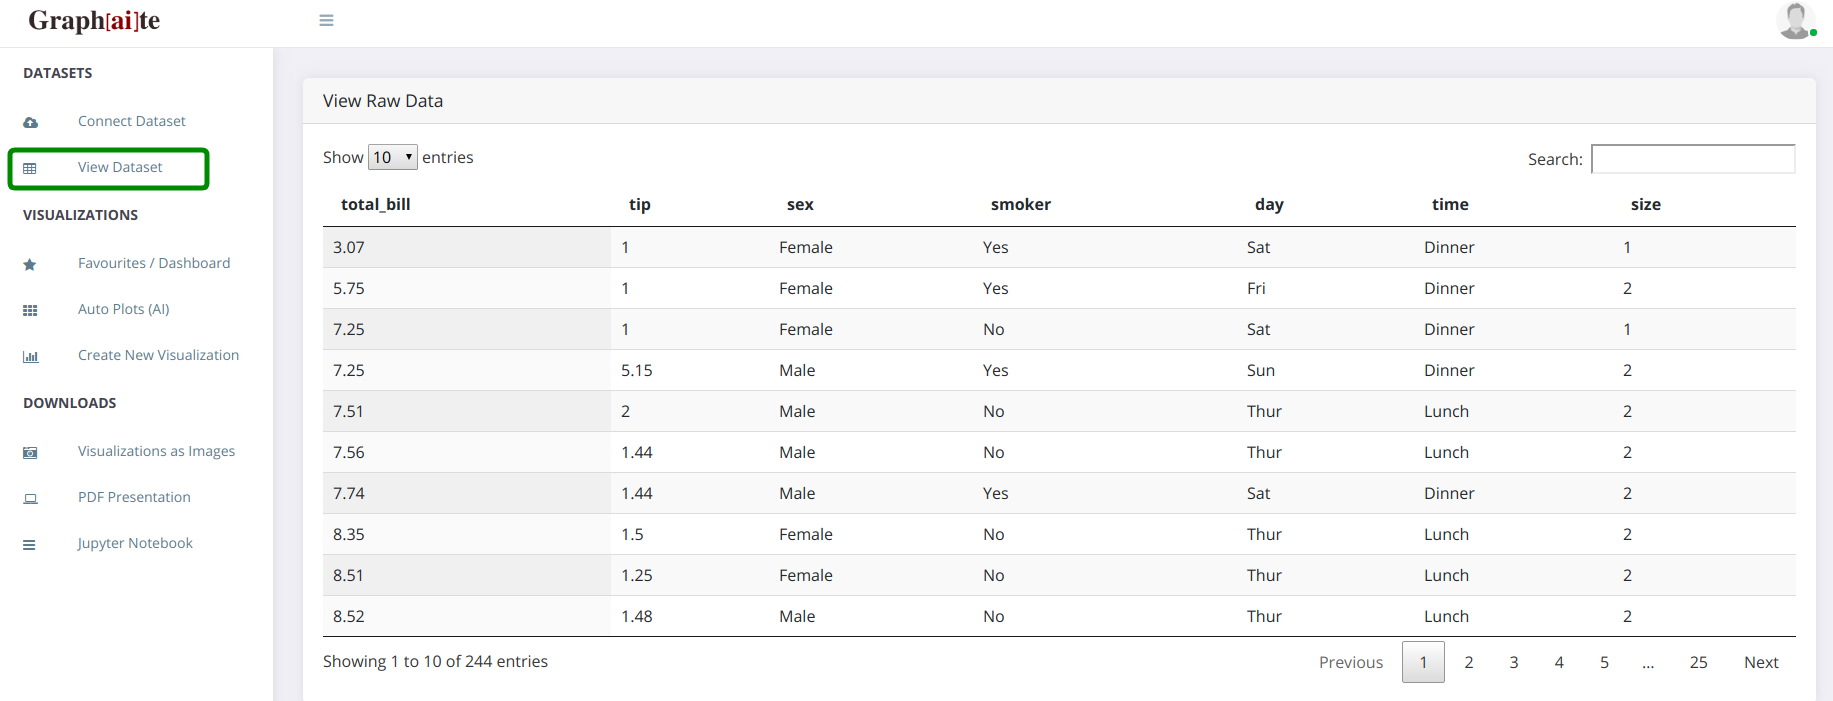 Graph[ai]te
DATASETS
Connect Dataset
View Dataset
VISUALIZATIONS
Favourites / Dashboard
Auto Plots (AI)
Create New Visualization
DOWNLOADS
Visualizations as Images
PDF Presentation
Jupyter Notebook
View Raw Data
Show 10 entries
Search:
total_bill tip sex smoker day time size
3.07 1 Female Yes Sat Dinner 1
5.75 1 Female Yes Fri Dinner 2
7.25 1 Female No Sat Dinner 1
7.25 5.15 Male Yes Sun Dinner 2
7.51 2 Male No Thur Lunch 2
7.56 1.44 Male No Thur Lunch 2
7.74 1.44 Male Yes Sat Dinner 2
8.35 1.5 Female No Thur Lunch 2
8.51 1.25 Female No Thur Lunch 2
8.52 1.48 Male No Thur Lunch 2
Showing 1 to 10 of 244 entries
Previous 1 2 3 4 5 ... 25 Next